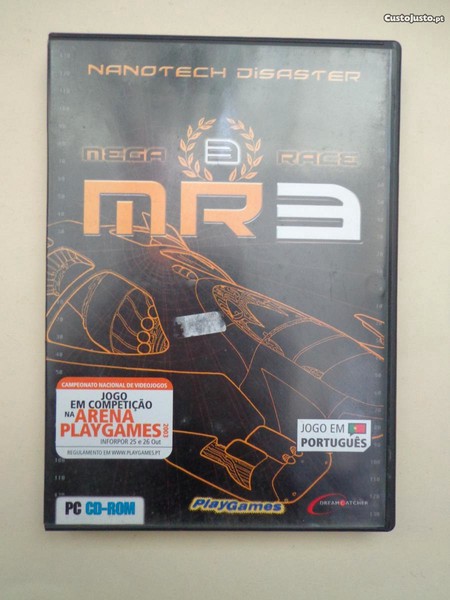 CustoJusto.pt
NANOTECH DISASTER
MEGA 3 RACE
MR3
CAMPEONATO NACIONAL DE VIDEOJOGOS
JOGO
EM COMPETIÇÃO
NA ARENA
PLAYGAMES 2003
INFORPOR 25 e 26 Out
REGULAMENTO EM WWW.PLAYGAMES.PT
JOGO EM
PORTUGUÊS
PC CD-ROM
PlayGames
DREAMCATCHER